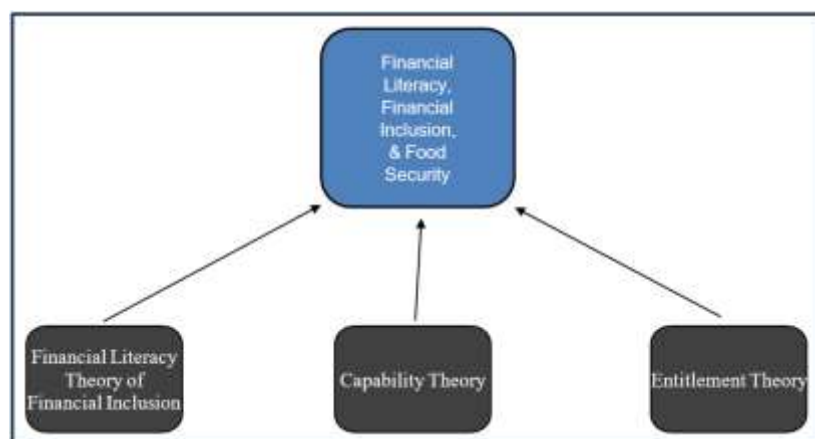 Financial
Literacy,
Financial
Inclusion,
& Food
Security
Financial Literacy
Theory of
Financial Inclusion
Capability Theory
Entitlement Theory